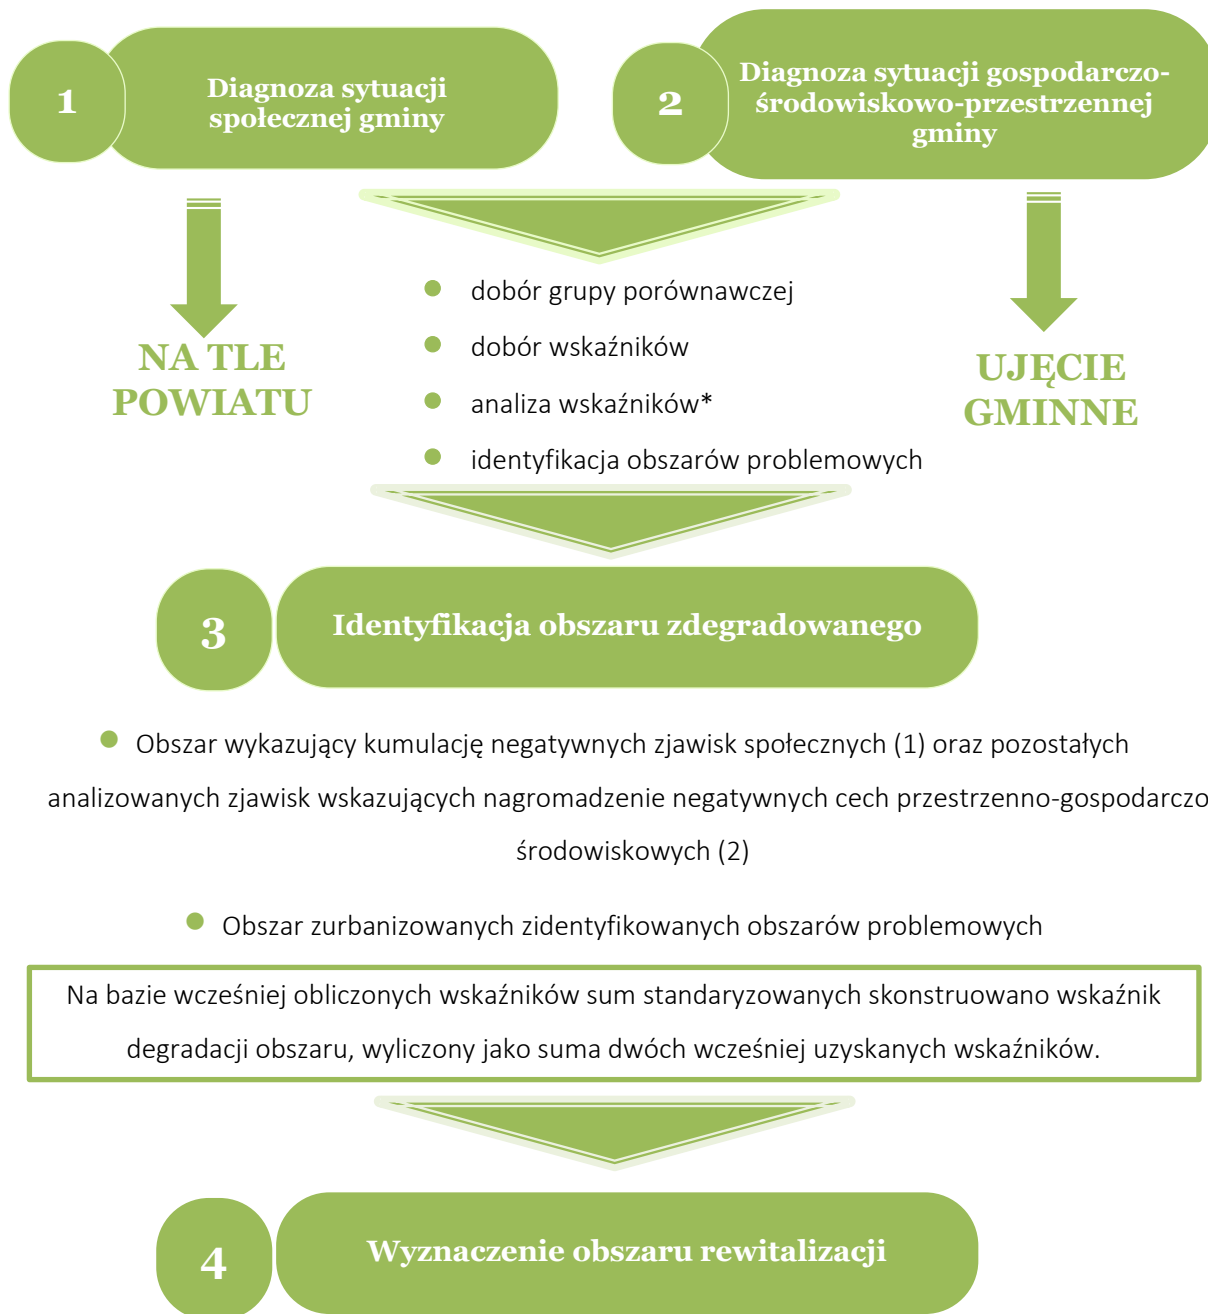 1
Diagnoza sytuacji
społecznej gminy
2
Diagnoza sytuacji gospodarczo-
środowiskowo-przestrzennej
gminy
NA TLE
POWIATU
• dobór grupy porównawczej
• dobór wskaźników
• analiza wskaźników*
• identyfikacja obszarów problemowych
UJĘCIE
GMINNE
3
Identyfikacja obszaru zdegradowanego
• Obszar wykazujący kumulację negatywnych zjawisk społecznych (1) oraz pozostałych
analizowanych zjawisk wskazujących nagromadzenie negatywnych cech przestrzenno-gospodarczo
środowiskowych (2)
• Obszar zurbanizowanych zidentyfikowanych obszarów problemowych
Na bazie wcześniej obliczonych wskaźników sum standaryzowanych skonstruowano wskaźnik
degradacji obszaru, wyliczony jako suma dwóch wcześniej uzyskanych wskaźników.
4
Wyznaczenie obszaru rewitalizacji